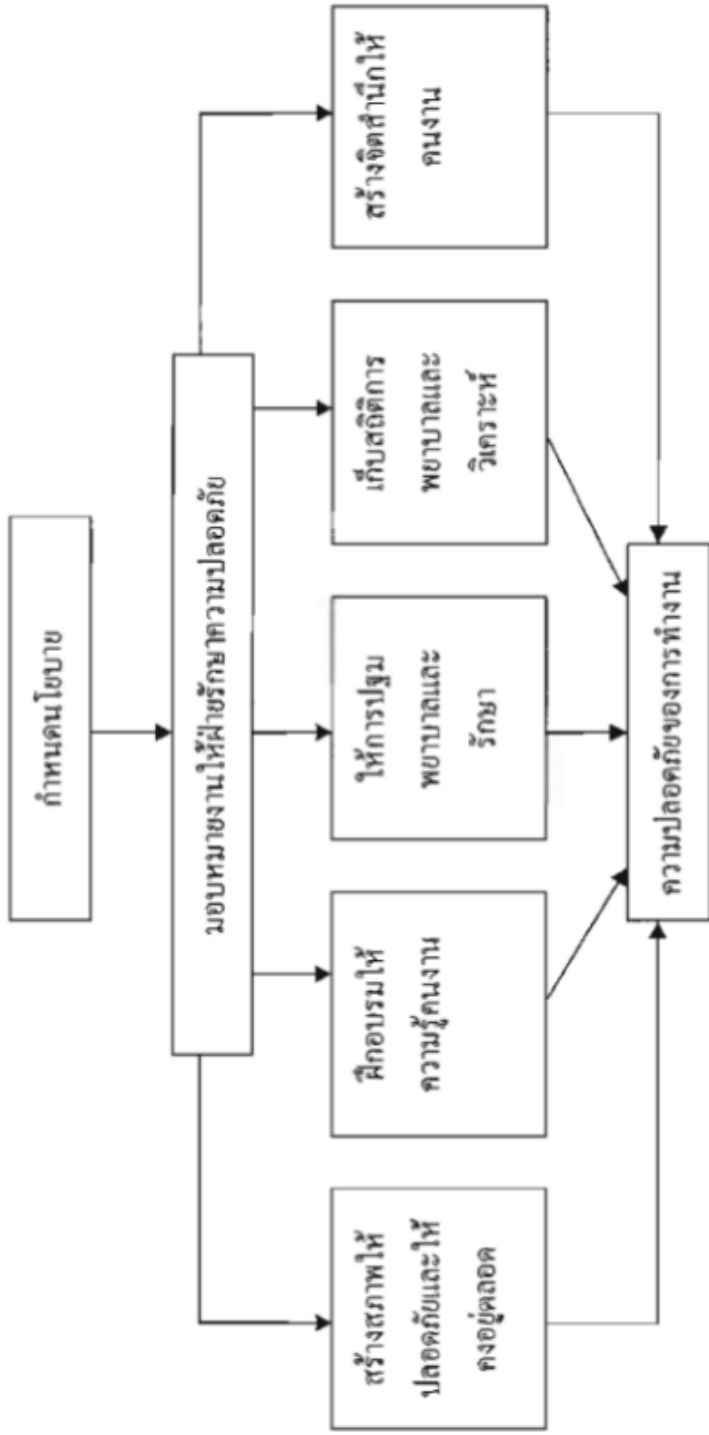 กำหนดนโยบาย
มอบหมายงานให้ฝ่ายรักษาความปลอดภัย
สร้างสภาพให้
ปลอดภัยและให้
คงอยู่ตลอด
ฝึกอบรมให้
ความรู้คนงาน
ให้การปฐม
พยาบาลและ
รักษา
เก็บสถิติการ
พยาบาลและ
วิเคราะห์
สร้างจิตสำนึกให้
คนงาน
ความปลอดภัยของการทำงาน